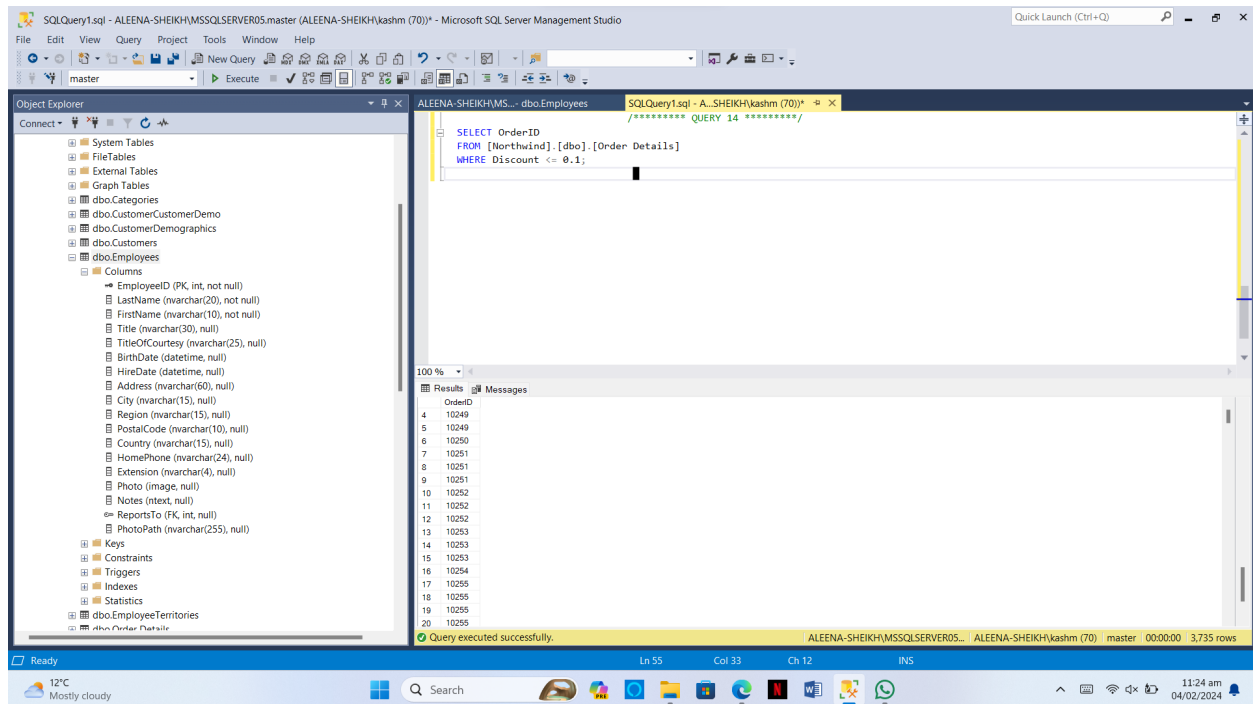 SQLQuery1.sql - ALEENA-SHEIKH\MSSQLSERVER05.master (ALEENA-SHEIKH\kashm (70))* - Microsoft SQL Server Management Studio
Quick Launch (Ctrl+Q)
File Edit View Query Project Tools Window Help
New Query
master
Execute
Object Explorer
Connect
System Tables
FileTables
External Tables
Graph Tables
dbo.Categories
dbo.CustomerCustomerDemo
dbo.CustomerDemographics
dbo.Customers
dbo.Employees
Columns
EmployeeID (PK, int, not null)
LastName (nvarchar(20), not null)
FirstName (nvarchar(10), not null)
Title (nvarchar(30), null)
TitleOfCourtesy (nvarchar(25), null)
BirthDate (datetime, null)
HireDate (datetime, null)
Address (nvarchar(60), null)
City (nvarchar(15), null)
Region (nvarchar(15), null)
PostalCode (nvarchar(10), null)
Country (nvarchar(15), null)
HomePhone (nvarchar(24), null)
Extension (nvarchar(4), null)
Photo (image, null)
Notes (ntext, null)
ReportsTo (FK, int, null)
PhotoPath (nvarchar(255), null)
Keys
Constraints
Triggers
Indexes
Statistics
dbo.EmployeeTerritories
dbo.Order Details
ALEENA-SHEIKH\MS...- dbo.Employees
SQLQuery1.sql - A...SHEIKH\kashm (70))*
/********* QUERY 14 *********/
SELECT OrderID
FROM [Northwind].[dbo].[Order Details]
WHERE Discount <= 0.1;
100 %
Results Messages
OrderID
4 10249
5 10249
6 10250
7 10251
8 10251
9 10251
10 10252
11 10252
12 10252
13 10253
14 10253
15 10253
16 10254
17 10255
18 10255
19 10255
20 10255
Query executed successfully.
ALEENA-SHEIKH\MSSQLSERVER05... ALEENA-SHEIKH\kashm (70) master 00:00:00 3,735 rows
Ready
Ln 55 Col 33 Ch 12 INS
12°C
Mostly cloudy
Search
11:24 am
04/02/2024